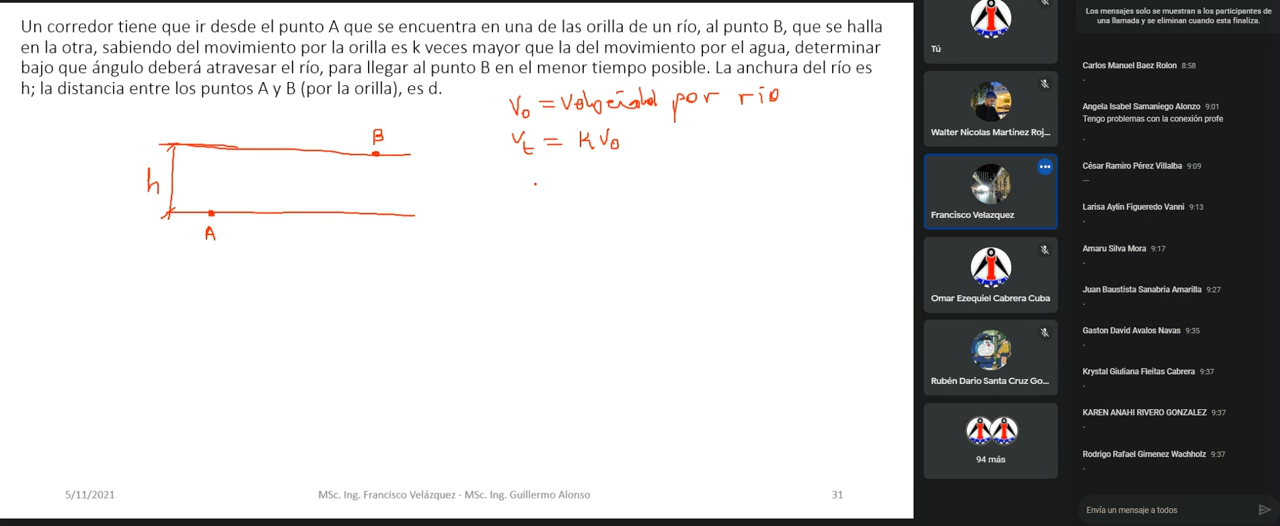 Un corredor tiene que ir desde el punto A que se encuentra en una de las orilla de un río, al punto B, que se halla
en la otra, sabiendo del movimiento por la orilla es k veces mayor que la del movimiento por el agua, determinar
bajo que ángulo deberá atravesar el río, para llegar al punto B en el menor tiempo posible. La anchura del río es
h; la distancia entre los puntos A y B (por la orilla), es d.
V₀ = velocidad por río
Vt = KV₀
B
h
A
5/11/2021
MSc. Ing. Francisco Velázquez - MSc. Ing. Guillermo Alonso
31
Tú
Walter Nicolas Martínez Roj...
Francisco Velazquez
Omar Ezequiel Cabrera Cuba
Rubén Dario Santa Cruz Go...
94 más
Los mensajes solo se muestran a los participantes de
una llamada y se eliminan cuando esta finaliza.
Carlos Manuel Baez Rolon 8:58
.
Angela Isabel Samaniego Alonzo 9:01
Tengo problemas con la conexión profe
.
César Ramiro Pérez Villalba 9:09
...
Larisa Aylin Figueredo Vanni 9:13
.
Amaru Silva Mora 9:17
.
Juan Baustista Sanabria Amarilla 9:27
.
Gaston David Avalos Navas 9:35
.
Krystal Giuliana Fleitas Cabrera 9:37
.
KAREN ANAHI RIVERO GONZALEZ 9:37
.
Rodrigo Rafael Gimenez Wachholz 9:37
.
Envía un mensaje a todos